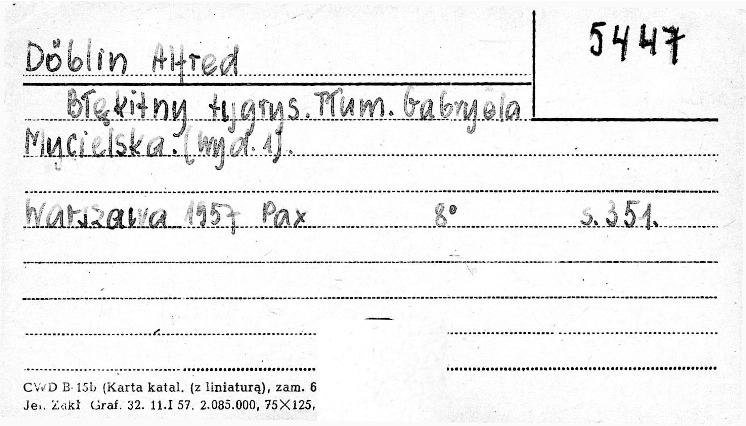 5447
Döblin Alfred
Błękitny tygrys. Tłum. Gabryela
Mycielska. (Wyd. 1).
Warszawa 1957 Pax 8° s. 351.
CWD B-15b (Karta katal. (z liniaturą), zam. 6
Jel. Zakł Graf. 32. 11.I 57. 2.085.000, 75×125,